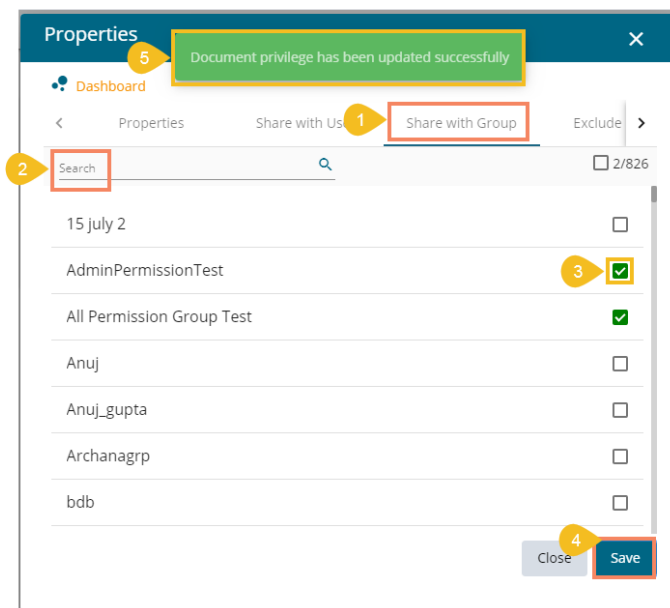 Properties
5
Document privilege has been updated successfully
Dashboard
Properties
Share with Us
1
Share with Group
Exclude
2
Search
2/826
15 july 2
AdminPermissionTest
3
All Permission Group Test
Anuj
Anuj_gupta
Archanagrp
bdb
4
Close
Save